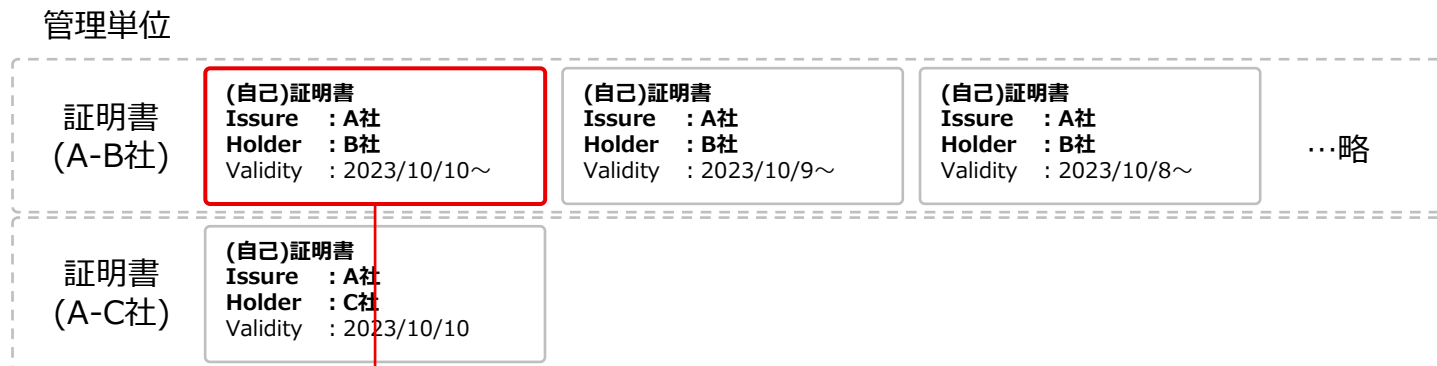 管理単位
証明書
(A-B社)
(自己)証明書
Issure : A社
Holder : B社
Validity : 2023/10/10～
(自己)証明書
Issure : A社
Holder : B社
Validity : 2023/10/9～
(自己)証明書
Issure : A社
Holder : B社
Validity : 2023/10/8～
…略
証明書
(A-C社)
(自己)証明書
Issure : A社
Holder : C社
Validity : 2023/10/10